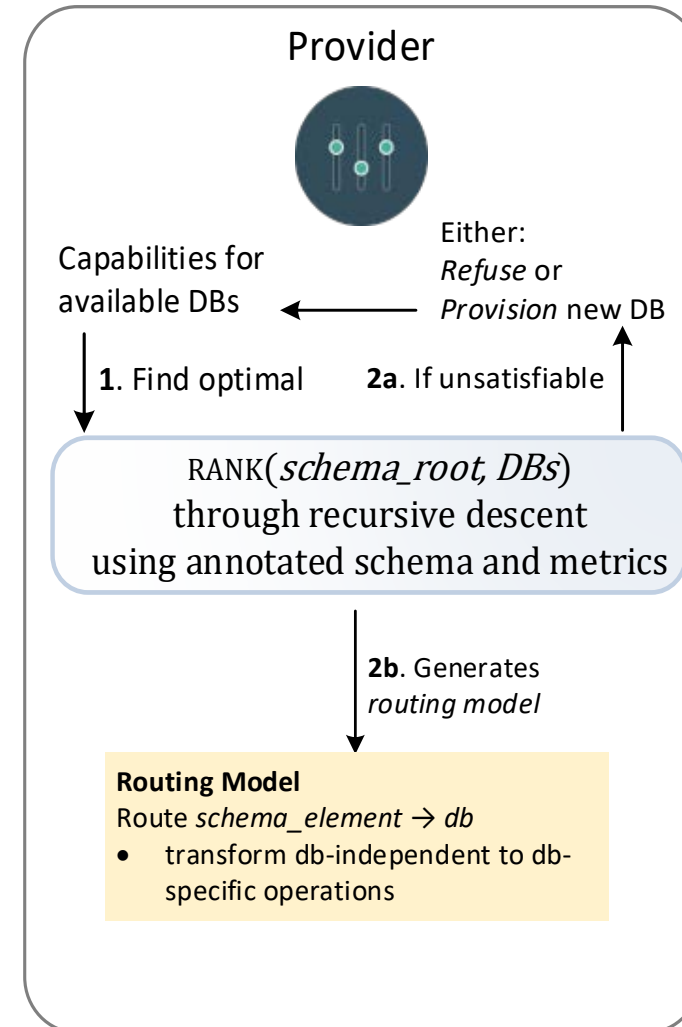 Provider
Capabilities for
available DBs
Either:
Refuse or
Provision new DB
1. Find optimal
2a. If unsatisfiable
RANK(schema_root, DBs)
through recursive descent
using annotated schema and metrics
2b. Generates
routing model
Routing Model
Route schema_element → db
• transform db-independent to db-
specific operations